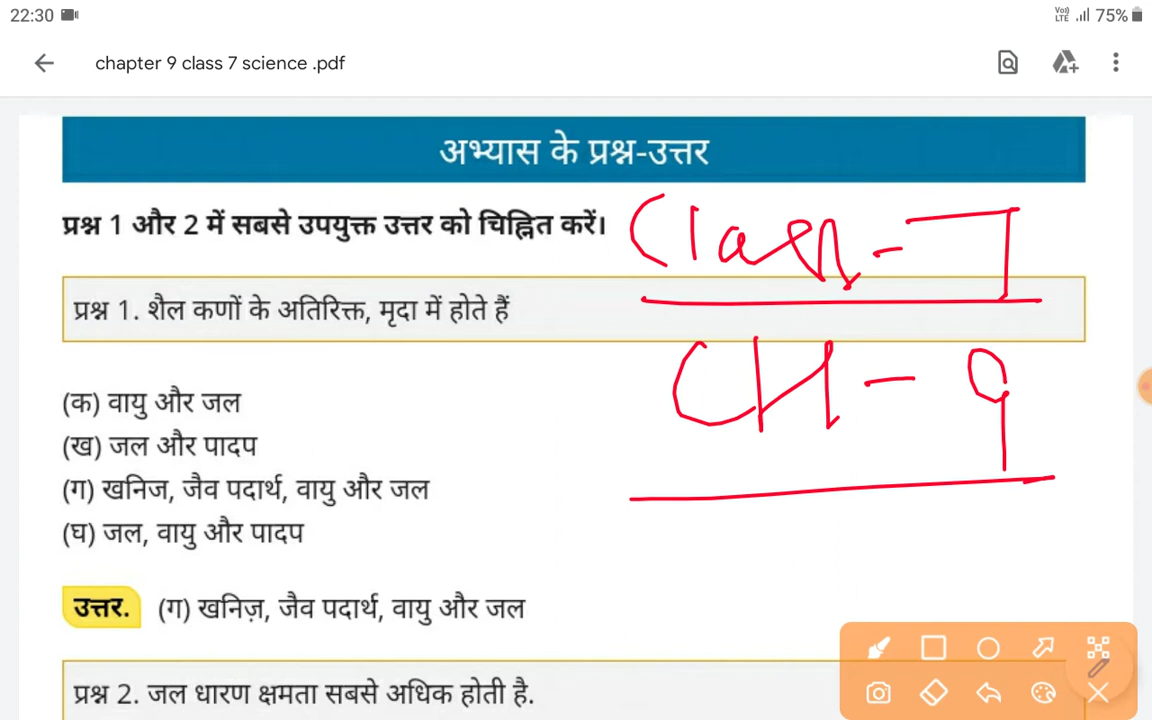 22:30
Vo) LTE 75%
chapter 9 class 7 science .pdf
अभ्यास के प्रश्न-उत्तर
प्रश्न 1 और 2 में सबसे उपयुक्त उत्तर को चिह्नित करें।
Class - 7
प्रश्न 1. शैल कणों के अतिरिक्त, मृदा में होते हैं
CH - 9
(क) वायु और जल
(ख) जल और पादप
(ग) खनिज, जैव पदार्थ, वायु और जल
(घ) जल, वायु और पादप
उत्तर. (ग) खनिज़, जैव पदार्थ, वायु और जल
प्रश्न 2. जल धारण क्षमता सबसे अधिक होती है.